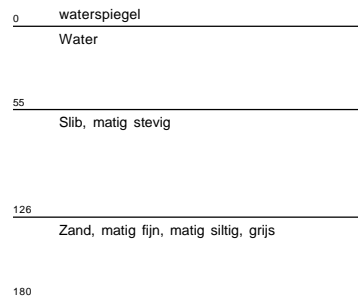 0 waterspiegel
Water
55
Slib, matig stevig
126
Zand, matig fijn, matig siltig, grijs
180